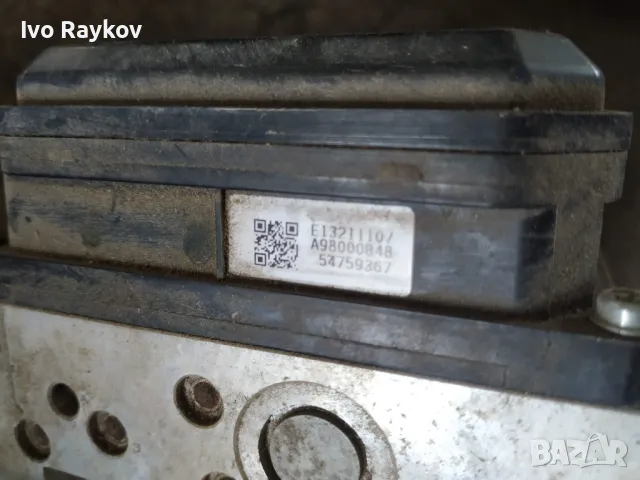 Ivo Raykov
E1321110/
A98000848
54759367
BAZAR